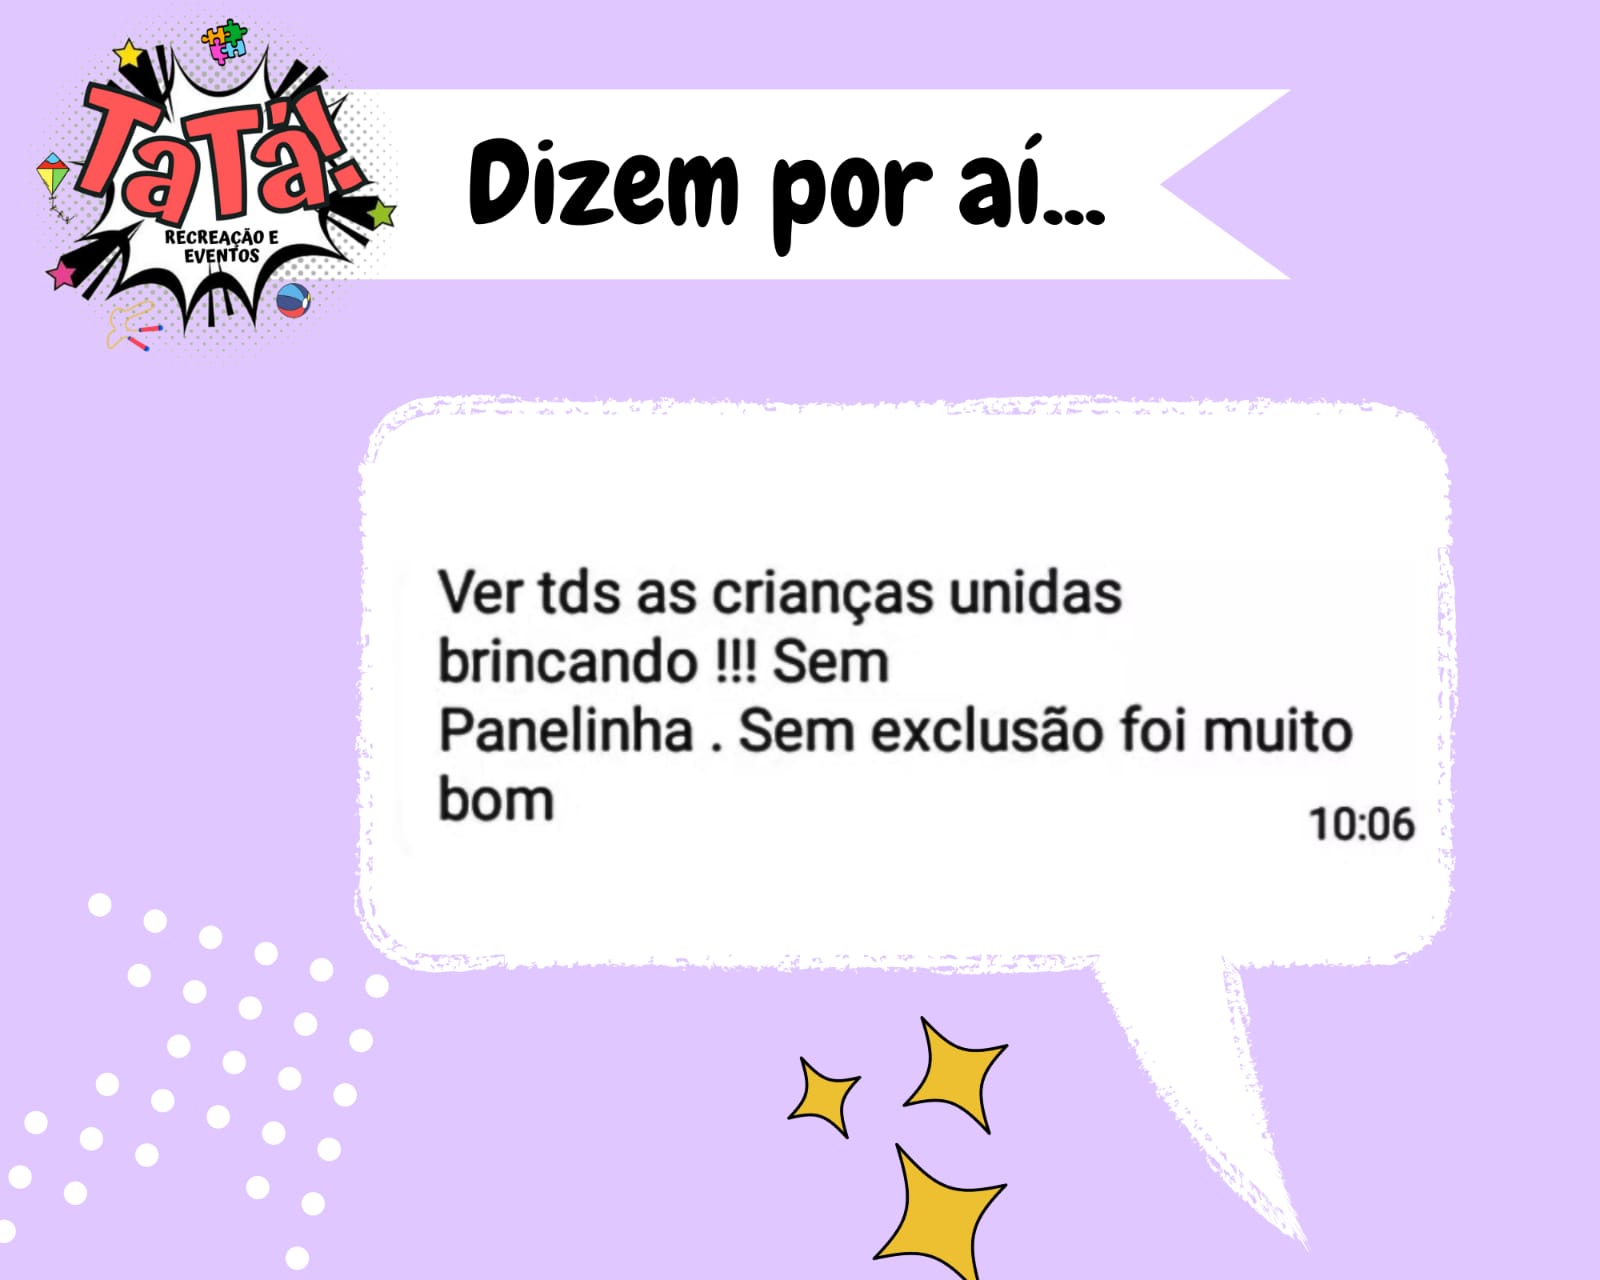 TaTá!
RECREAÇÃO E
EVENTOS
Dizem por aí...
Ver tds as crianças unidas
brincando !!! Sem
Panelinha . Sem exclusão foi muito
bom
10:06